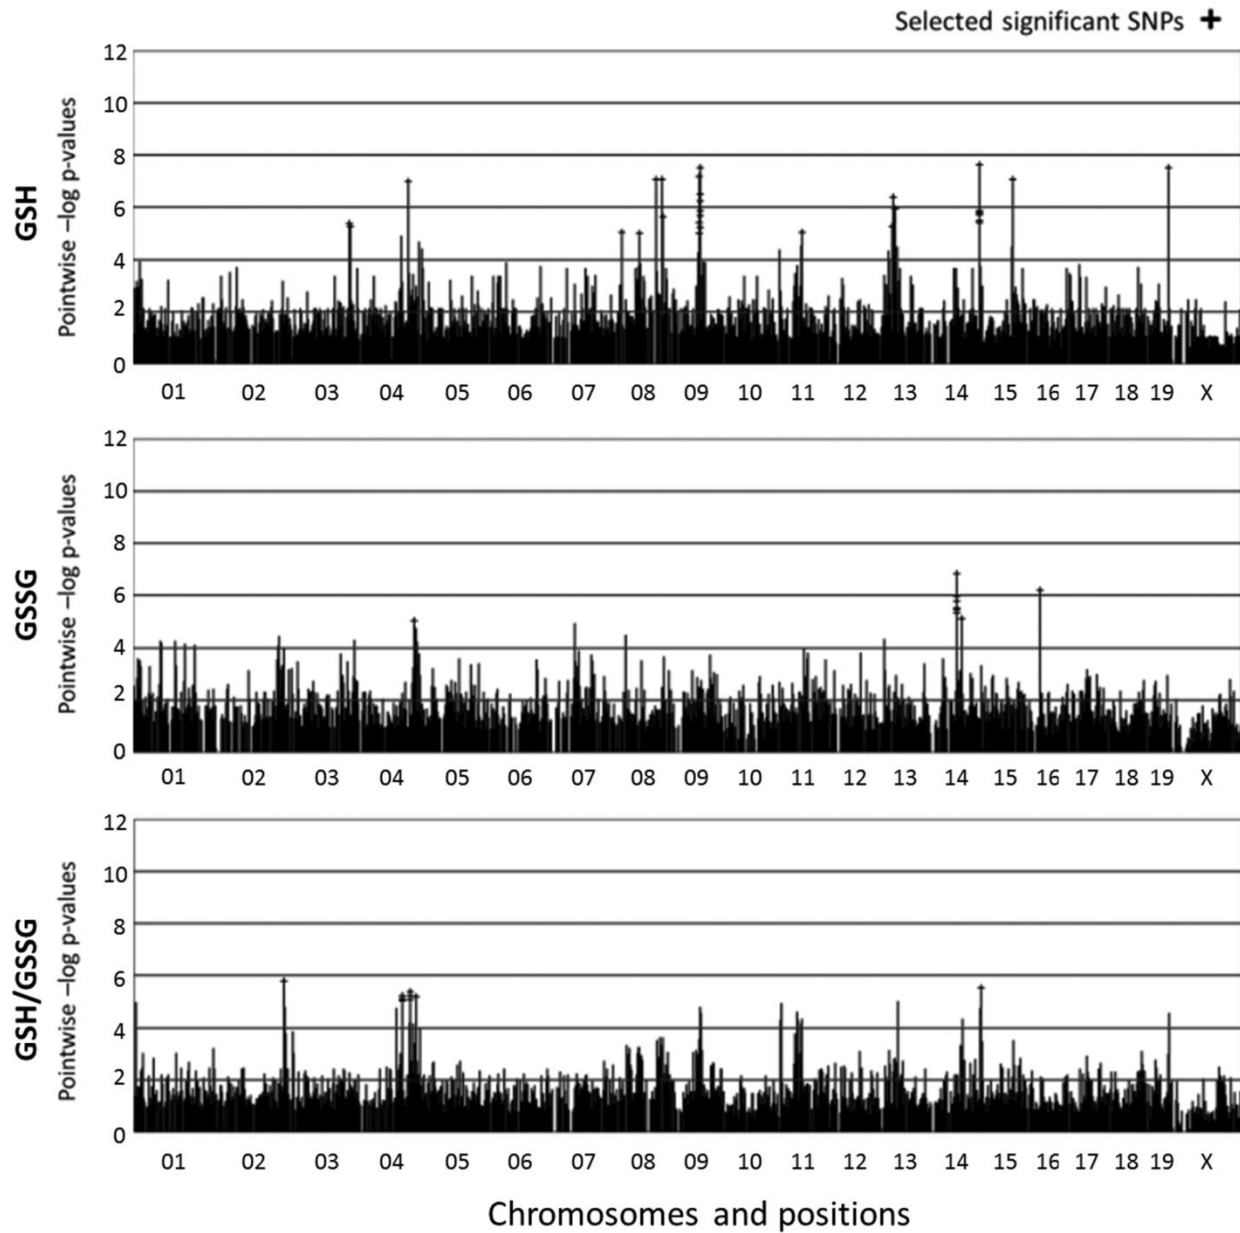 Selected significant SNPs +
GSH
Pointwise –log p-values
12
10
8
6
4
2
0
01 02 03 04 05 06 07 08 09 10 11 12 13 14 15 16 17 18 19 X
GSSG
Pointwise –log p-values
12
10
8
6
4
2
0
01 02 03 04 05 06 07 08 09 10 11 12 13 14 15 16 17 18 19 X
GSH/GSSG
Pointwise –log p-values
12
10
8
6
4
2
0
01 02 03 04 05 06 07 08 09 10 11 12 13 14 15 16 17 18 19 X
Chromosomes and positions